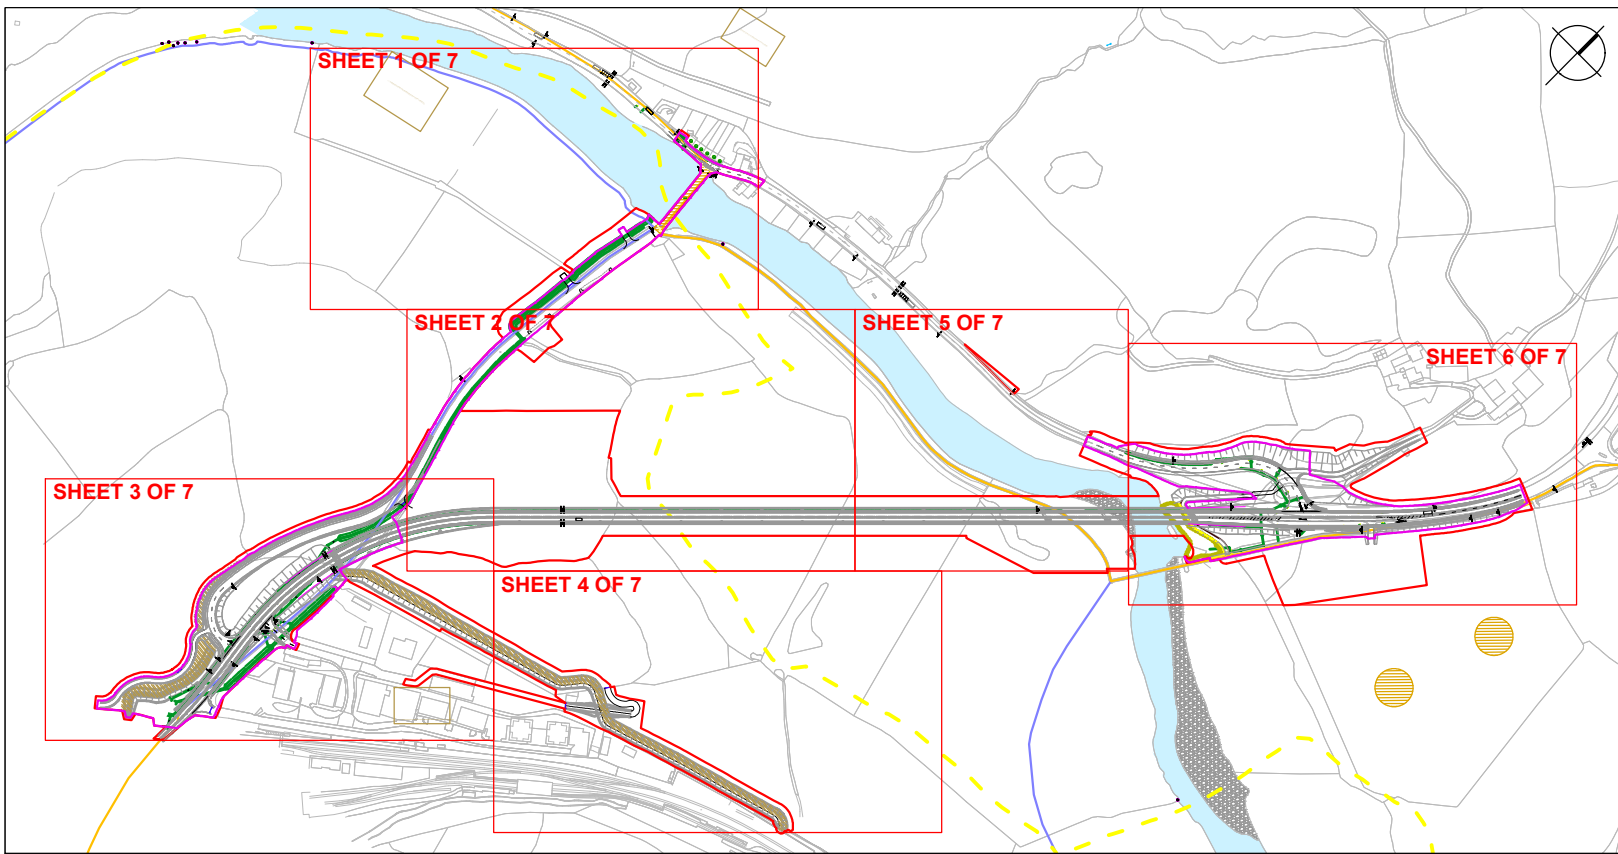 SHEET 1 OF 7
SHEET 2 OF 7
SHEET 5 OF 7
SHEET 6 OF 7
SHEET 3 OF 7
SHEET 4 OF 7